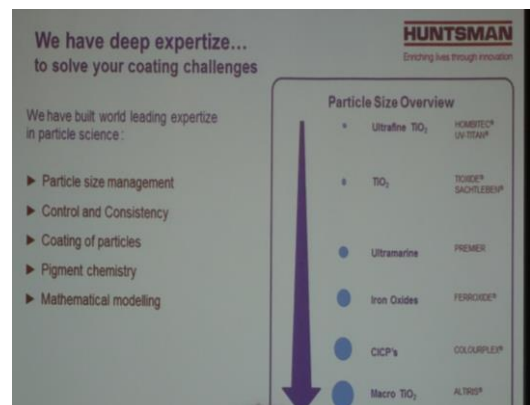 We have deep expertize...
to solve your coating challenges
HUNTSMAN
Enriching lives through innovation
We have built world leading expertize
in particle science:
▶ Particle size management
▶ Control and Consistency
▶ Coating of particles
▶ Pigment chemistry
▶ Mathematical modelling
Particle Size Overview
Ultrafine TiO₂ HOMBITEC®
UV-TITAN®
TiO₂ TIOXIDE®
SACHTLEBEN®
Ultramarine PREMIER
Iron Oxides FERROXIDE®
CICP's COLOURPLEX®
Macro TiO₂ ALTIRIS®